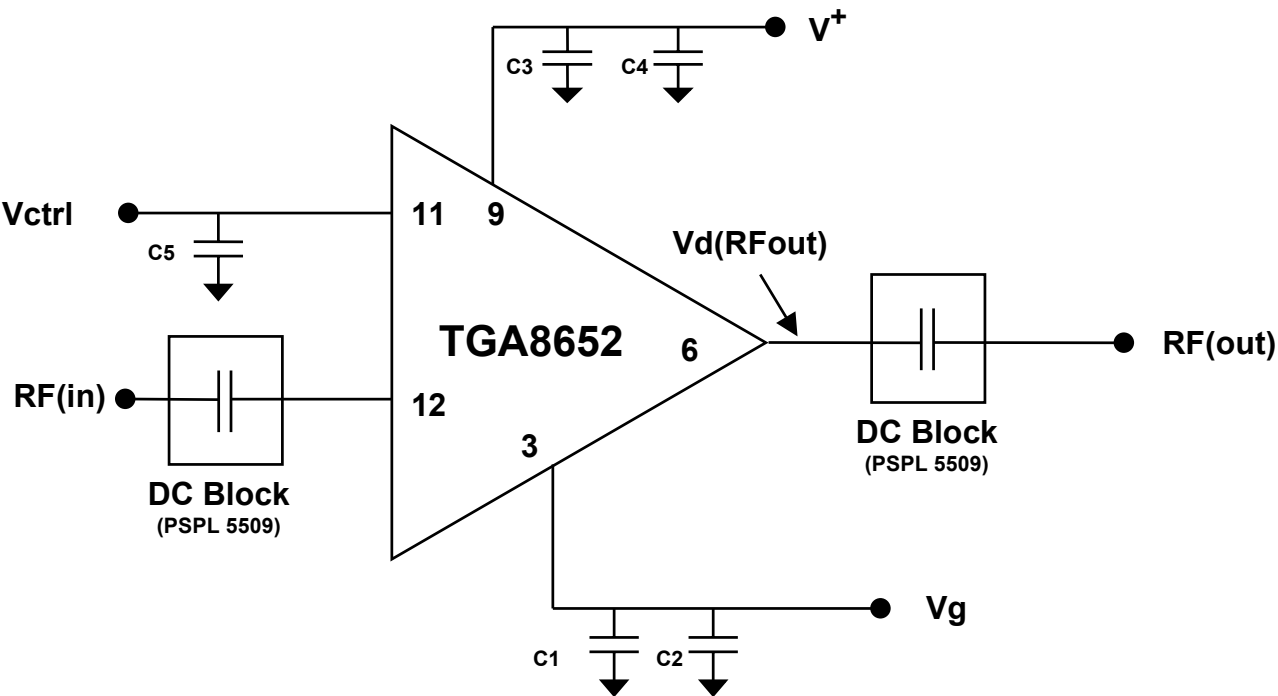 V+
C3
C4
Vctrl
11
9
C5
Vd(RFout)
TGA8652
6
RF(out)
RF(in)
12
DC Block
(PSPL 5509)
3
DC Block
(PSPL 5509)
Vg
C1
C2